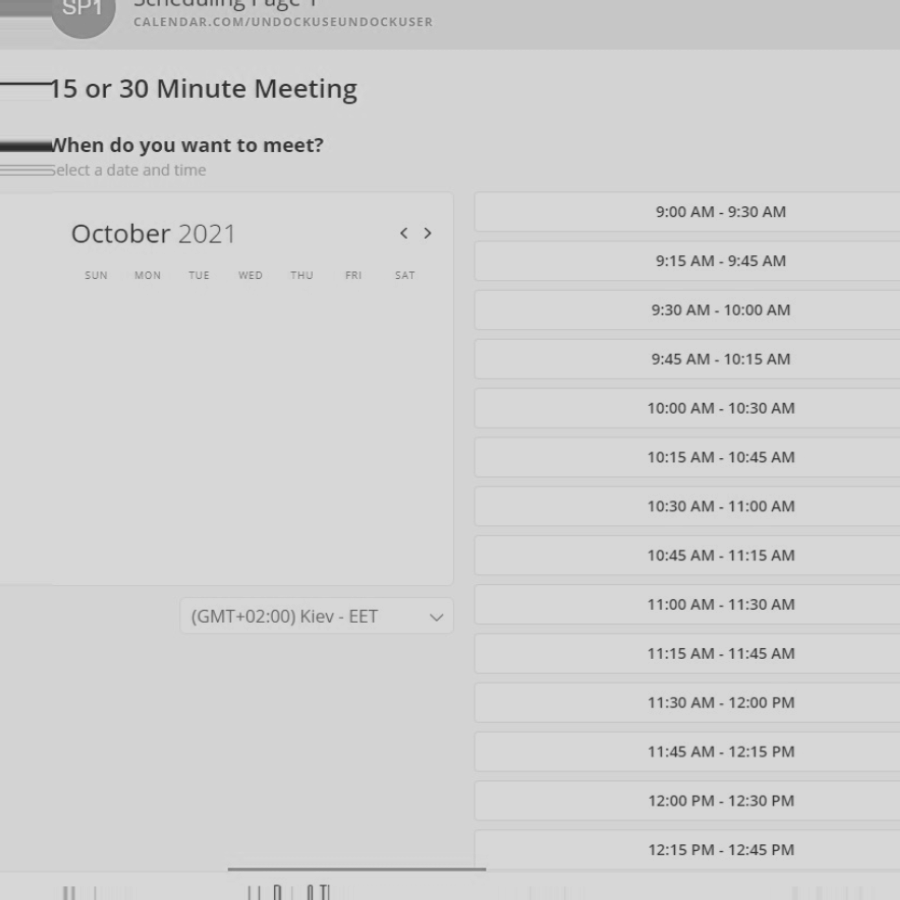 SP1
Scheduling Page 1
CALENDAR.COM/UNDOCKUSEUNDOCKUSER
15 or 30 Minute Meeting
When do you want to meet?
Select a date and time
October 2021
SUN MON TUE WED THU FRI SAT
(GMT+02:00) Kiev - EET
9:00 AM - 9:30 AM
9:15 AM - 9:45 AM
9:30 AM - 10:00 AM
9:45 AM - 10:15 AM
10:00 AM - 10:30 AM
10:15 AM - 10:45 AM
10:30 AM - 11:00 AM
10:45 AM - 11:15 AM
11:00 AM - 11:30 AM
11:15 AM - 11:45 AM
11:30 AM - 12:00 PM
11:45 AM - 12:15 PM
12:00 PM - 12:30 PM
12:15 PM - 12:45 PM